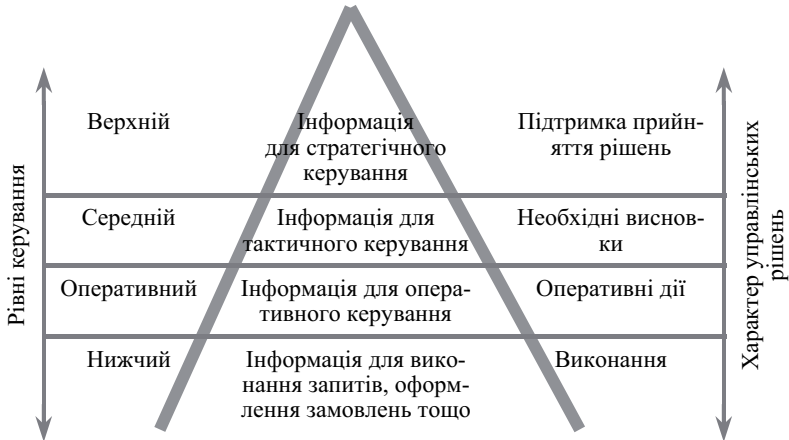 Рівні керування
Верхній
Інформація
для стратегічного
керування
Підтримка прийн-
яття рішень
Середній
Інформація для
тактичного керування
Необхідні виснов-
ки
Оперативний
Інформація для опера-
тивного керування
Оперативні дії
Нижчий
Інформація для вико-
нання запитів, оформ-
лення замовлень тощо
Виконання
Характер управлінських
рішень